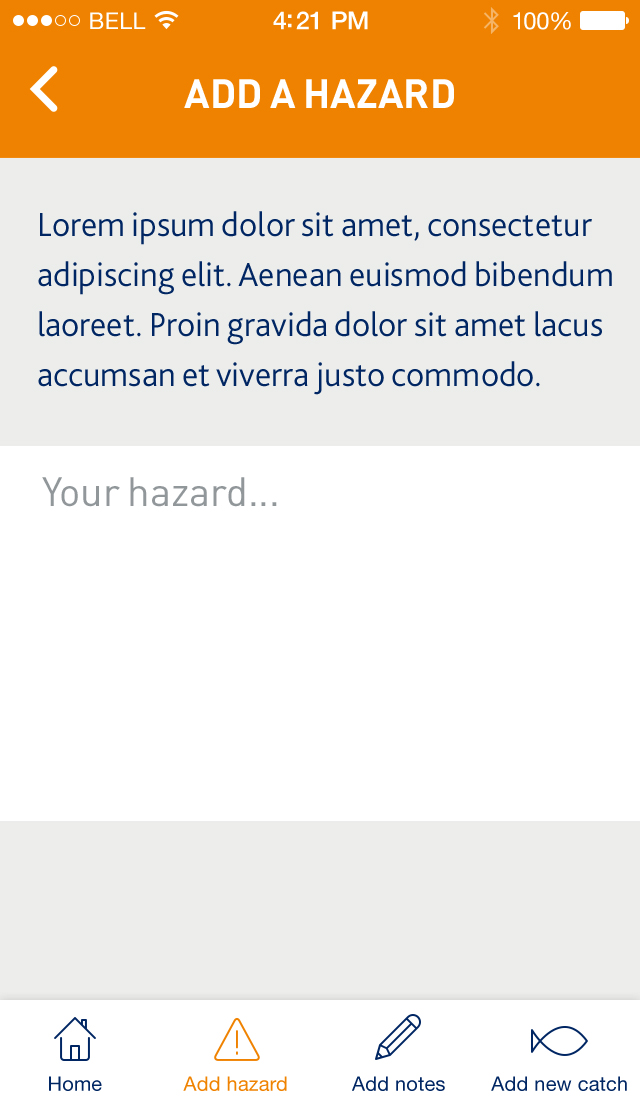 BELL 4:21 PM 100%
ADD A HAZARD
Lorem ipsum dolor sit amet, consectetur
adipiscing elit. Aenean euismod bibendum
laoreet. Proin gravida dolor sit amet lacus
accumsan et viverra justo commodo.
Your hazard...
Home Add hazard Add notes Add new catch